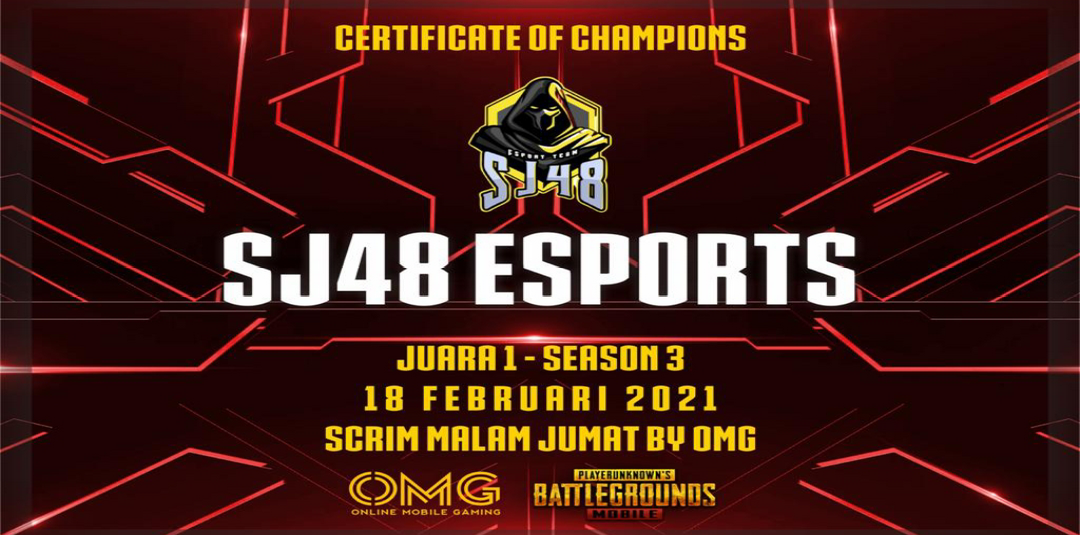 CERTIFICATE OF CHAMPIONS
ESPORT TEAM
SJ48
SJ48 ESPORTS
JUARA 1 - SEASON 3
18 FEBRUARI 2021
SCRIM MALAM JUMAT BY OMG
OMG
ONLINE MOBILE GAMING
PLAYERUNKNOWN'S
BATTLEGROUNDS
MOBILE